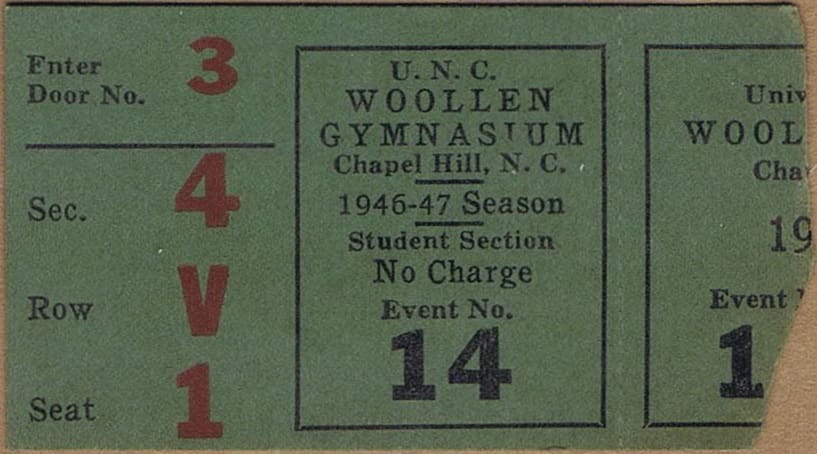 Enter
Door No. 3
Sec. 4
Row V
Seat 1
U. N. C.
WOOLLEN
GYMNASIUM
Chapel Hill, N. C.
1946-47 Season
Student Section
No Charge
Event No.
14
Univ
WOOL
Cha
19
Event
1